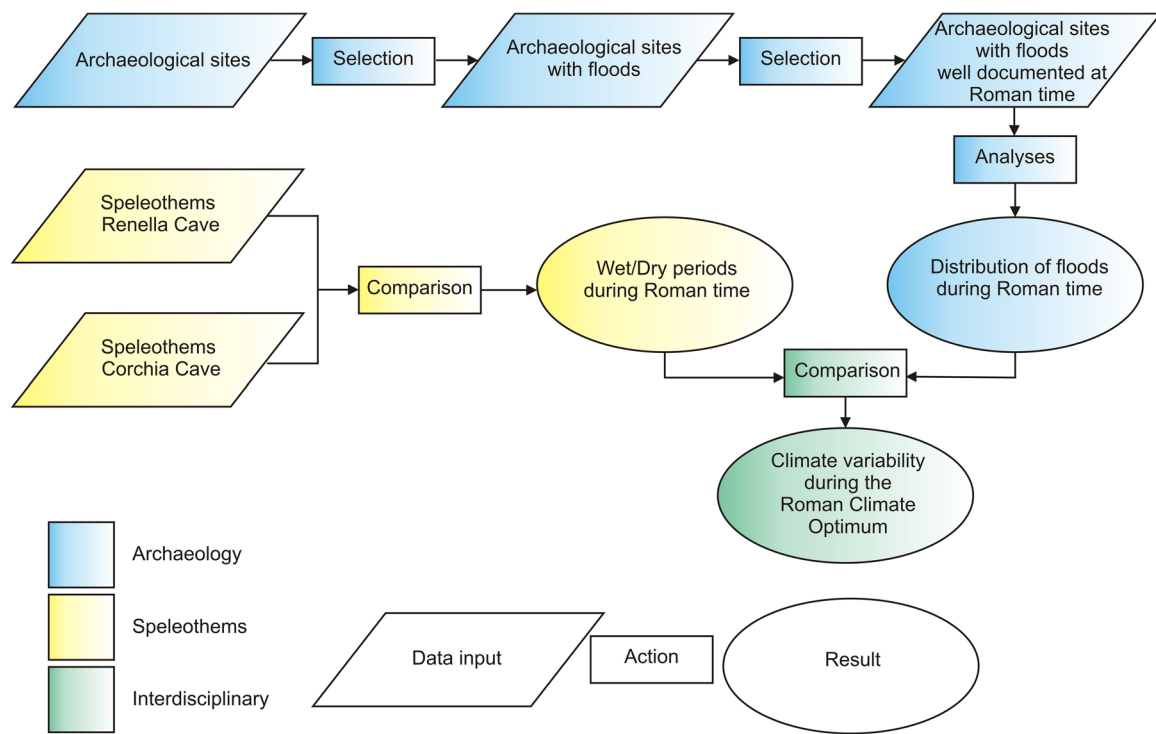 Archaeological sites
Selection
Archaeological sites
with floods
Selection
Archaeological sites
with floods
well documented at
Roman time
Analyses
Speleothems
Renella Cave
Comparison
Wet/Dry periods
during Roman time
Distribution of floods
during Roman time
Speleothems
Corchia Cave
Comparison
Climate variability
during the
Roman Climate
Optimum
Archaeology
Speleothems
Interdisciplinary
Data input
Action
Result